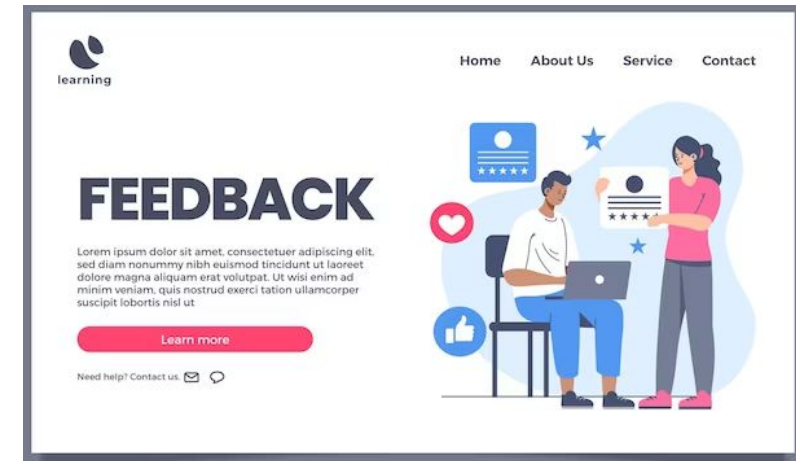 learning
Home About Us Service Contact
FEEDBACK
Lorem ipsum dolor sit amet, consectetuer adipiscing elit,
sed diam nonummy nibh euismod tincidunt ut laoreet
dolore magna aliquam erat volutpat. Ut wisi enim ad
minim veniam, quis nostrud exerci tation ullamcorper
suscipit lobortis nisl ut
Learn more
Need help? Contact us.